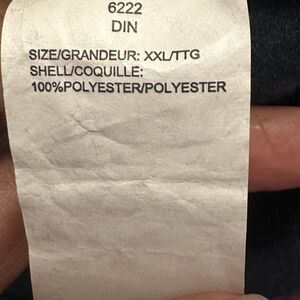 6222
DIN
SIZE/GRANDEUR: XXL/TTG
SHELL/COQUILLE:
100%POLYESTER/POLYESTER